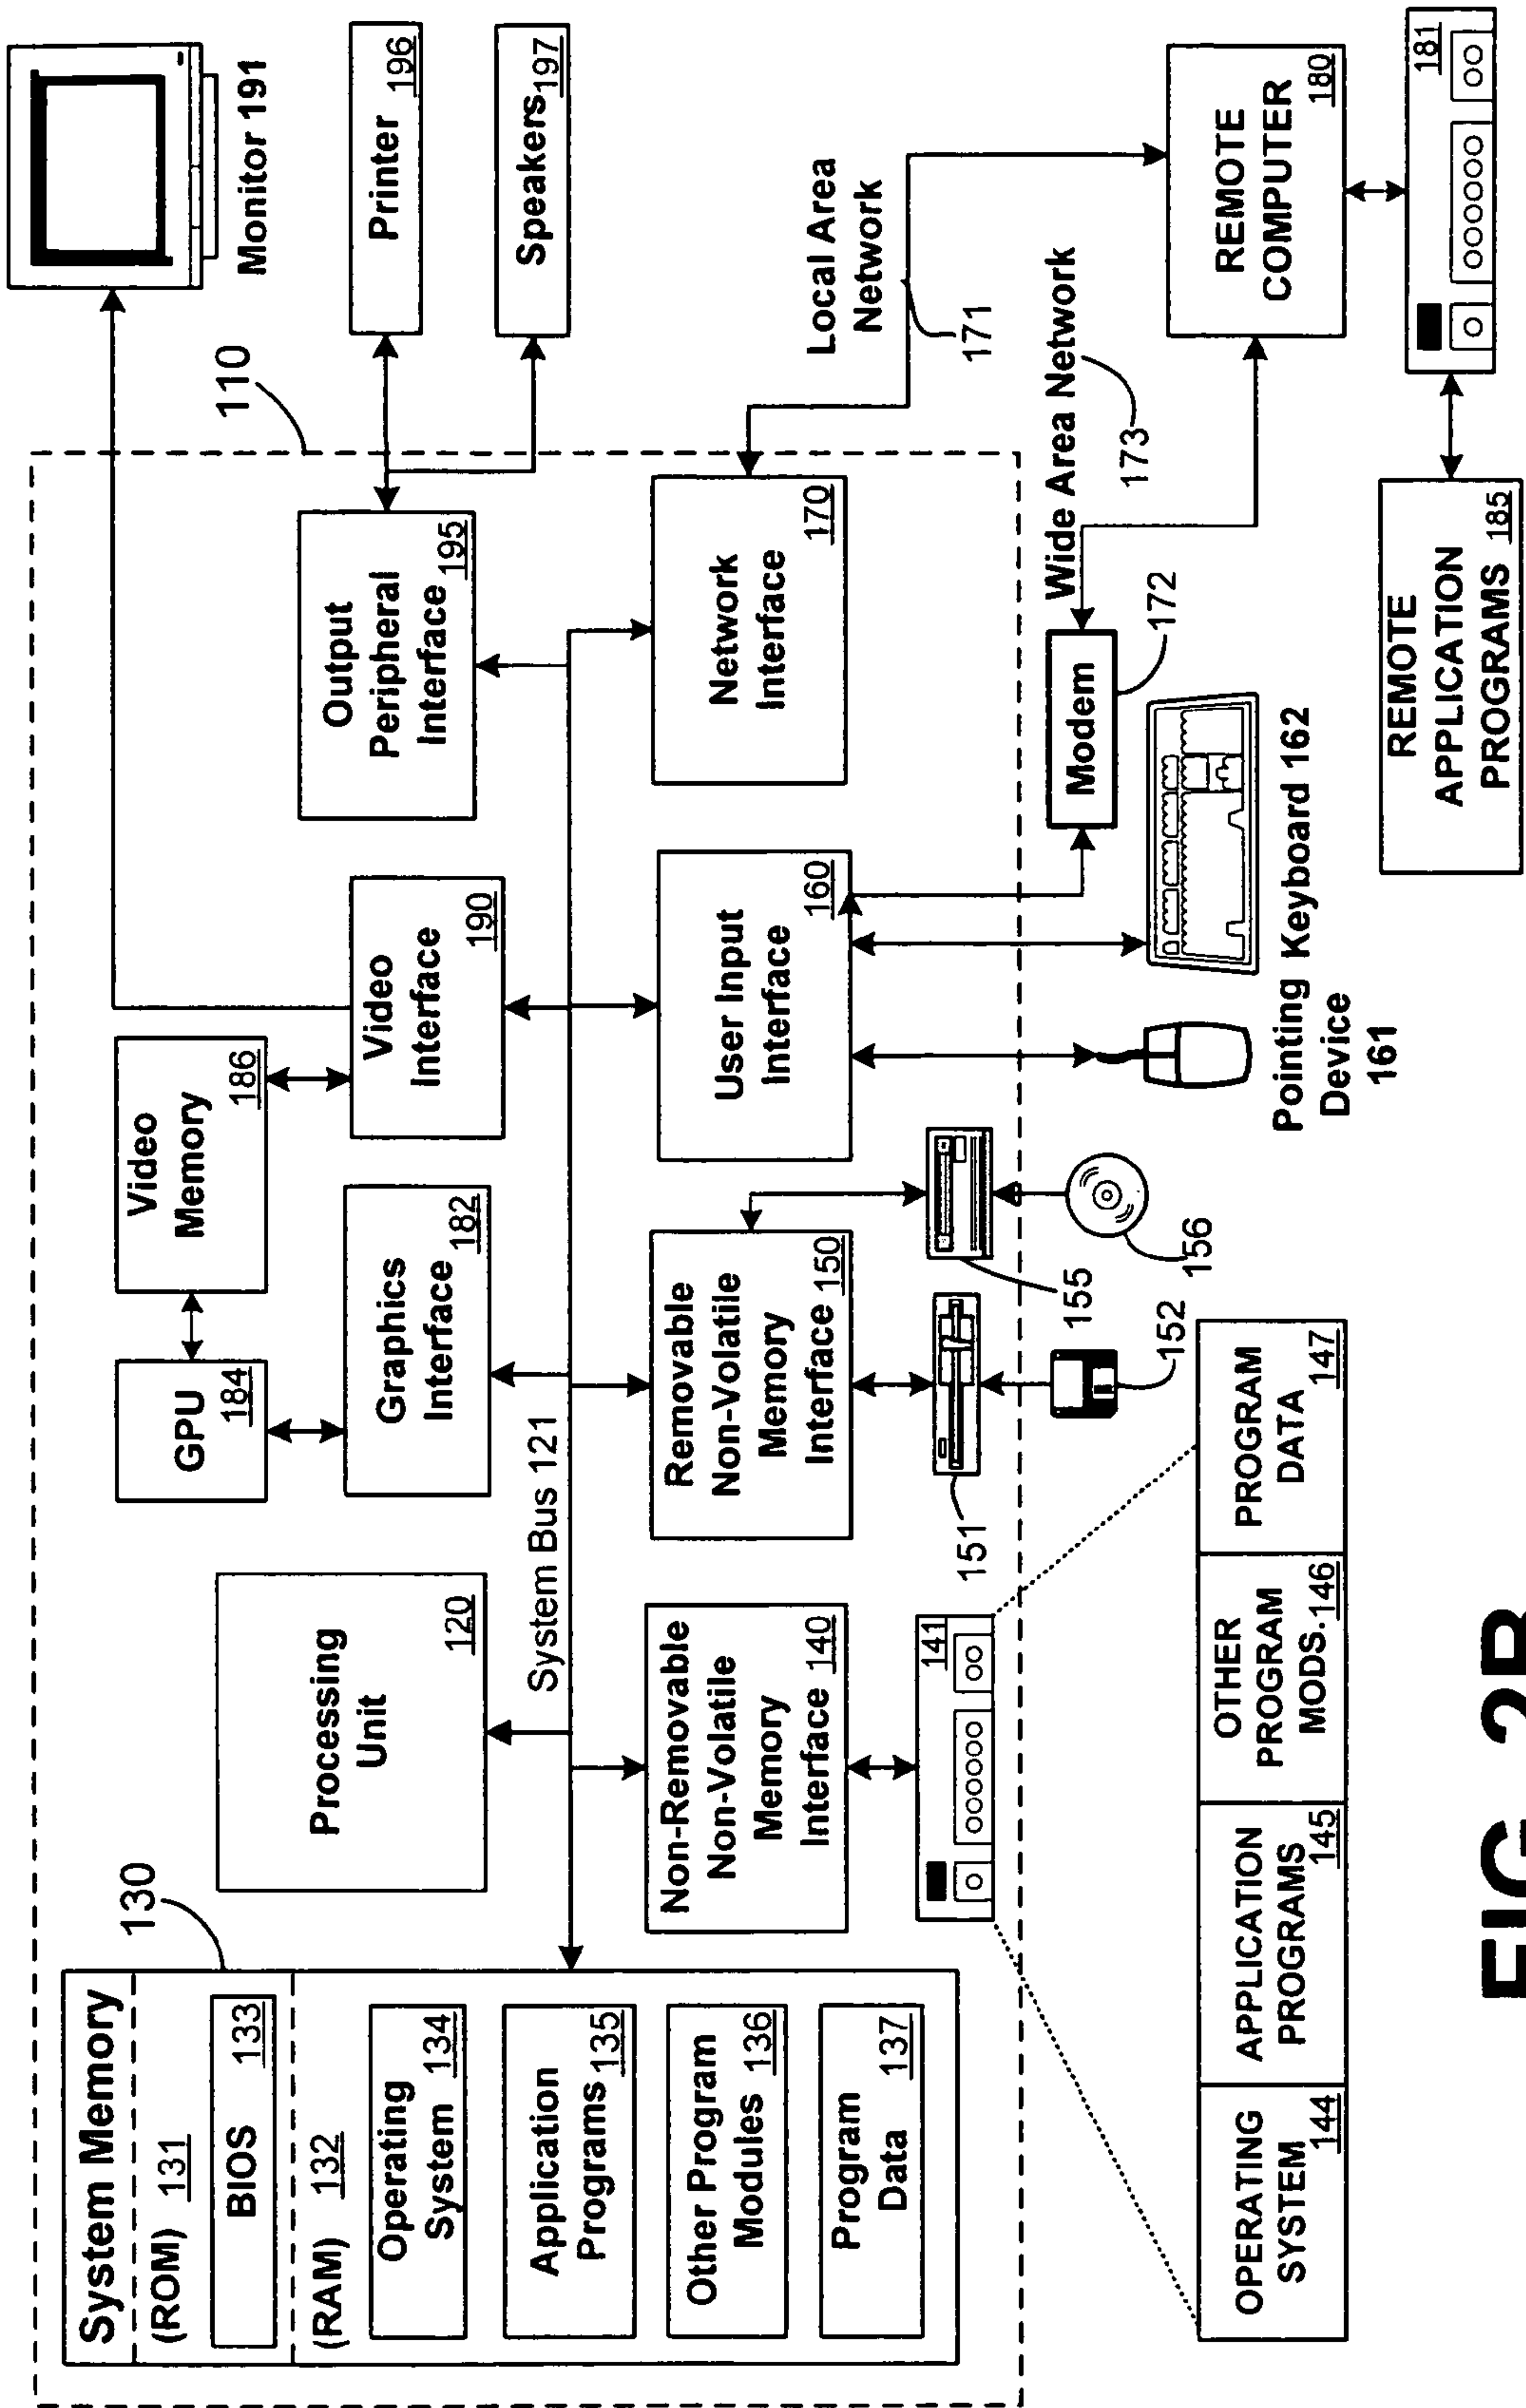 110
System Memory
(ROM) 131
BIOS 133
(RAM) 132
Operating
System 134
Application
Programs 135
Other Program
Modules 136
Program
Data 137
130
Processing
Unit
120
System Bus 121
GPU
184
Video
Memory
186
Graphics
Interface
182
Video
Interface
190
Output
Peripheral
Interface
195
Non-Removable
Non-Volatile
Memory
Interface 140
Removable
Non-Volatile
Memory
Interface 150
User Input
Interface
160
Network
Interface
170
141
151
155
152
156
Monitor 191
Printer
196
Speakers 197
Local Area
Network
171
Wide Area Network
173
Modem
172
Pointing
Device
161
Keyboard 162
REMOTE
COMPUTER
180
181
REMOTE
APPLICATION
PROGRAMS 185
OPERATING
SYSTEM
144
APPLICATION
PROGRAMS
145
OTHER
PROGRAM
MODS. 146
PROGRAM
DATA
147
FIG. 2B